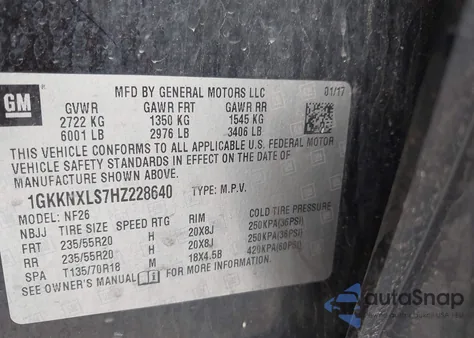 GM
MFD BY GENERAL MOTORS LLC 01/17
GVWR GAWR FRT GAWR RR
2722 KG 1350 KG 1545 KG
6001 LB 2976 LB 3406 LB
THIS VEHICLE CONFORMS TO ALL APPLICABLE U.S. FEDERAL MOTOR
VEHICLE SAFETY STANDARDS IN EFFECT ON THE DATE OF
MANUFACTURE SHOWN ABOVE.
1GKKNXLS7HZ228640 TYPE: M.P.V.
MODEL: NF26
NBJJ TIRE SIZE SPEED RTG RIM COLD TIRE PRESSURE
FRT 235/55R20 H 20X8J 250KPA(36PSI)
RR 235/55R20 H 20X8J 250KPA(36PSI)
SPA T135/70R18 M 18X4.5B 420KPA(60PSI)
SEE OWNER'S MANUAL FOR MORE INFORMATION.
autoSnap